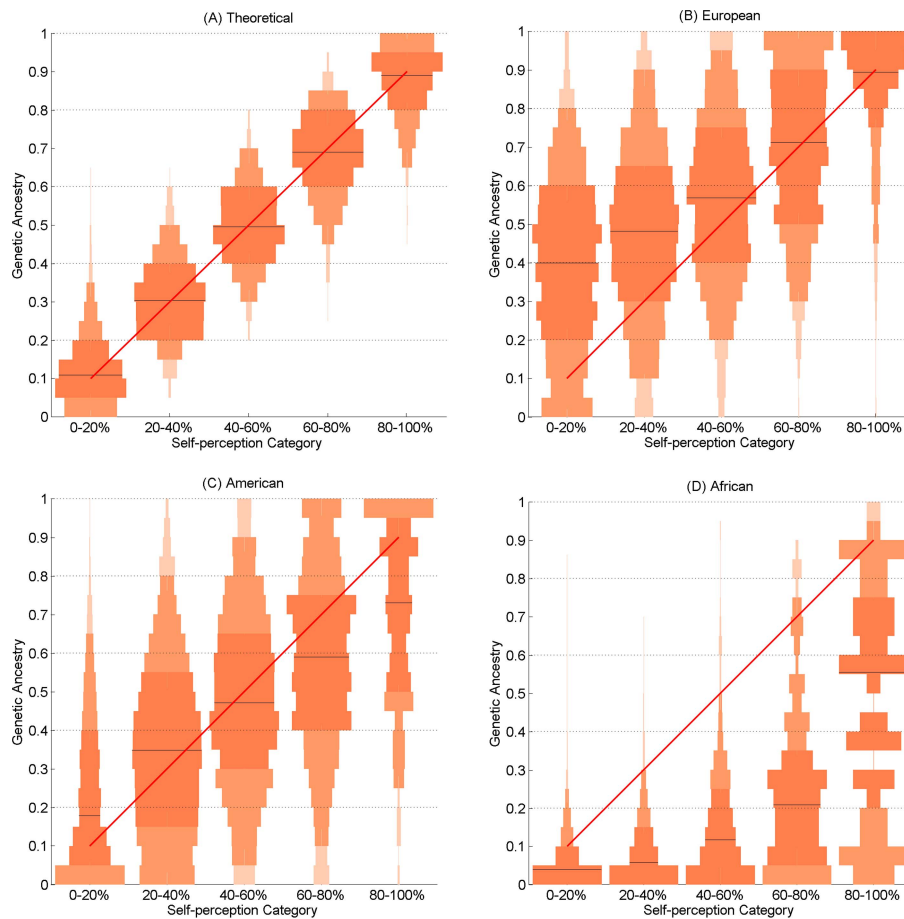 (A) Theoretical
1
0.9
0.8
0.7
0.6
0.5
0.4
0.3
0.2
0.1
0
Genetic Ancestry
0-20% 20-40% 40-60% 60-80% 80-100%
Self-perception Category
(B) European
1
0.9
0.8
0.7
0.6
0.5
0.4
0.3
0.2
0.1
0
Genetic Ancestry
0-20% 20-40% 40-60% 60-80% 80-100%
Self-perception Category
(C) American
1
0.9
0.8
0.7
0.6
0.5
0.4
0.3
0.2
0.1
0
Genetic Ancestry
0-20% 20-40% 40-60% 60-80% 80-100%
Self-perception Category
(D) African
1
0.9
0.8
0.7
0.6
0.5
0.4
0.3
0.2
0.1
0
Genetic Ancestry
0-20% 20-40% 40-60% 60-80% 80-100%
Self-perception Category